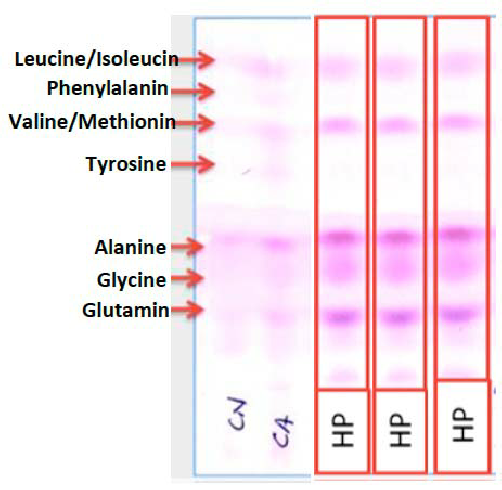 Leucine/Isoleucin
Phenylalanin
Valine/Methionin
Tyrosine
Alanine
Glycine
Glutamin
CN
CA
HP
HP
HP